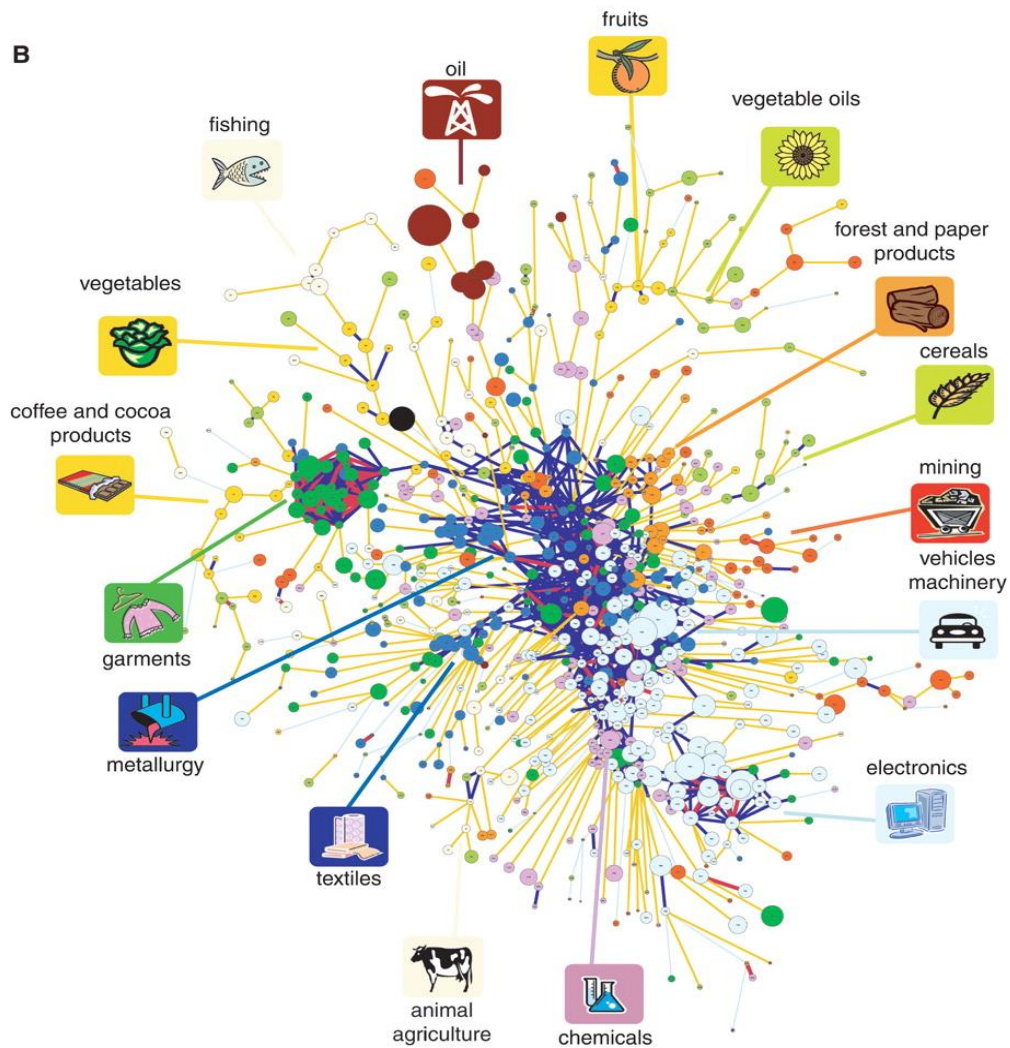 B
fruits
oil
vegetable oils
fishing
forest and paper
products
vegetables
cereals
coffee and cocoa
products
mining
vehicles
machinery
garments
metallurgy
electronics
textiles
animal
agriculture
chemicals